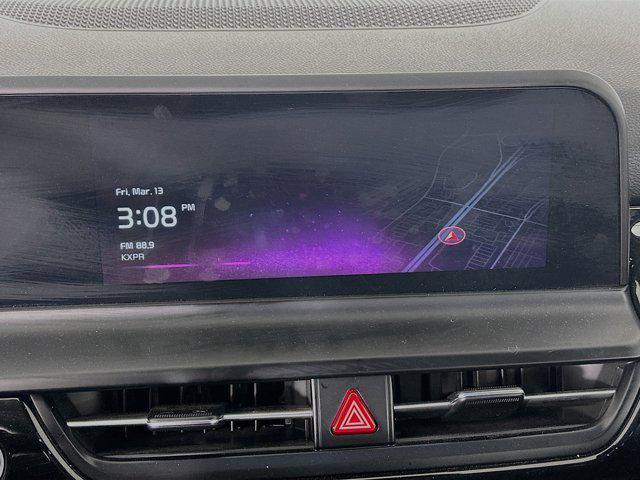 Fri, Mar. 13
3:08 PM
FM 88.9
KXPR